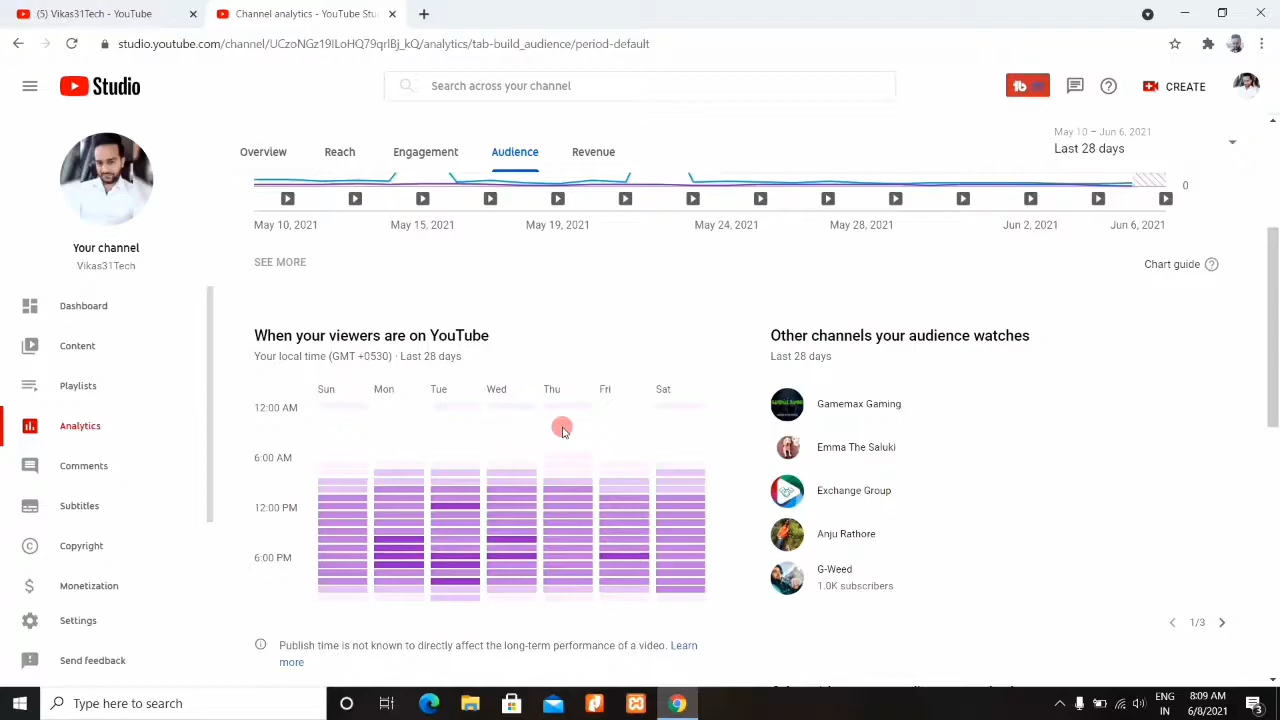 (5) Vikas31Tech
Channel analytics - YouTube Stu
studio.youtube.com/channel/UCzoNGz19ILoHQ79qrlBj_kQ/analytics/tab-build_audience/period-default
Studio
Search across your channel
CREATE
Overview
Reach
Engagement
Audience
Revenue
May 10 – Jun 6, 2021
Last 28 days
0
May 10, 2021
May 15, 2021
May 19, 2021
May 24, 2021
May 28, 2021
Jun 2, 2021
Jun 6, 2021
SEE MORE
Chart guide
Your channel
Vikas31Tech
Dashboard
Content
Playlists
Analytics
Comments
Subtitles
Copyright
Monetization
Settings
Send feedback
When your viewers are on YouTube
Your local time (GMT +0530) · Last 28 days
Sun Mon Tue Wed Thu Fri Sat
12:00 AM
6:00 AM
12:00 PM
6:00 PM
Publish time is not known to directly affect the long-term performance of a video. Learn
more
Other channels your audience watches
Last 28 days
Gamemax Gaming
Emma The Saluki
Exchange Group
Anju Rathore
G-Weed
1.0K subscribers
1/3
Type here to search
ENG
IN
8:09 AM
6/8/2021
3